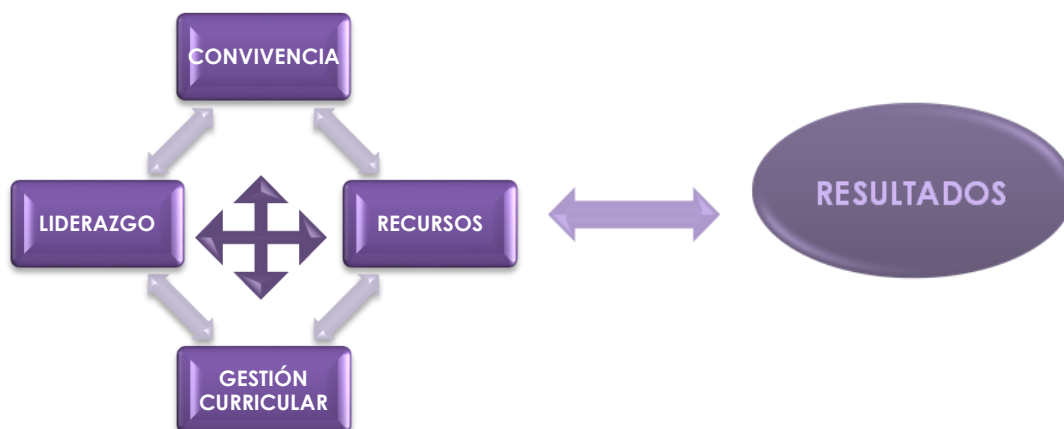 CONVIVENCIA
LIDERAZGO
RECURSOS
RESULTADOS
GESTIÓN
CURRICULAR